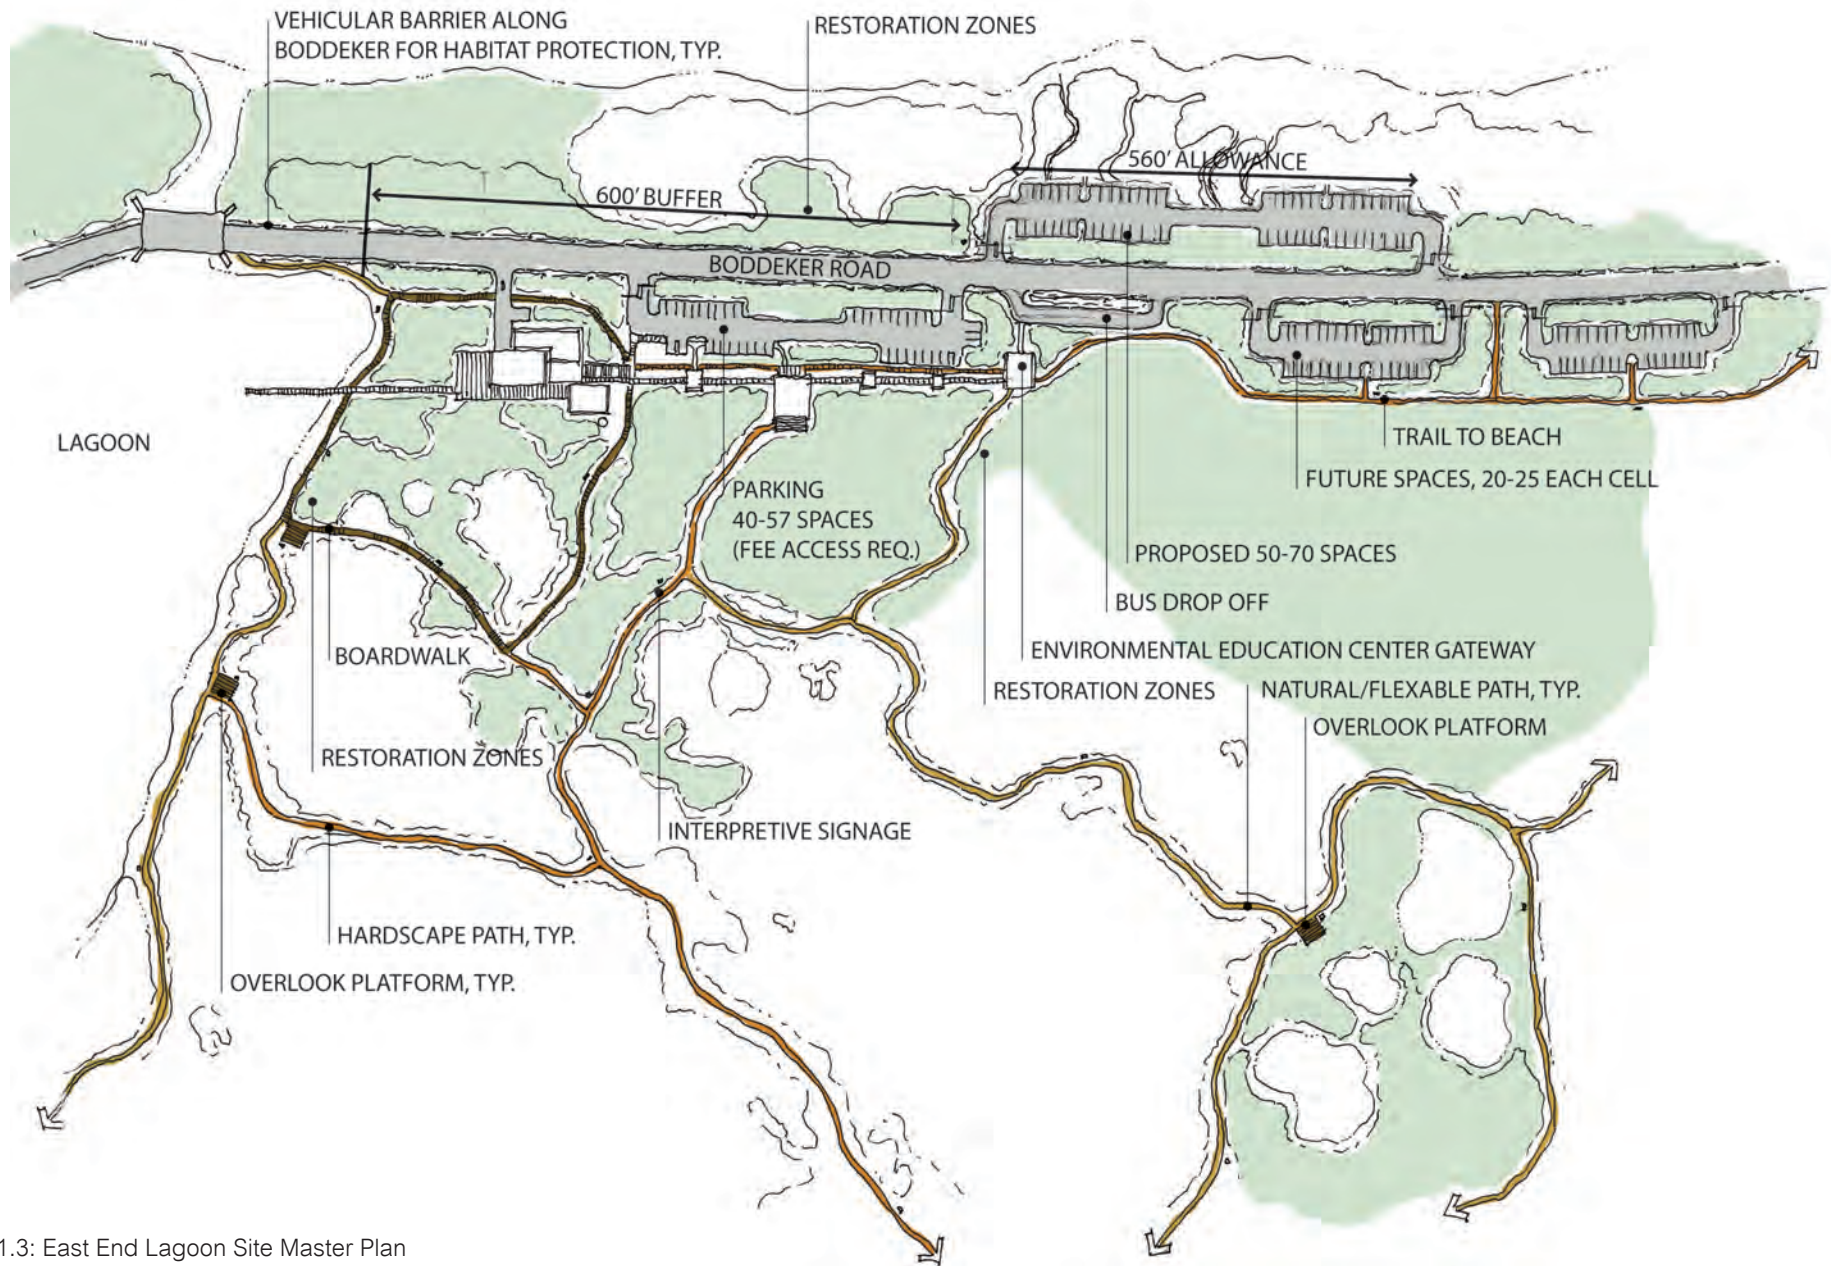 VEHICULAR BARRIER ALONG
BODDEKER FOR HABITAT PROTECTION, TYP.
RESTORATION ZONES
560' ALLOWANCE
600' BUFFER
BODDEKER ROAD
LAGOON
TRAIL TO BEACH
FUTURE SPACES, 20-25 EACH CELL
PARKING
40-57 SPACES
(FEE ACCESS REQ.)
PROPOSED 50-70 SPACES
BUS DROP OFF
BOARDWALK
ENVIRONMENTAL EDUCATION CENTER GATEWAY
RESTORATION ZONES
NATURAL/FLEXABLE PATH, TYP.
OVERLOOK PLATFORM
RESTORATION ZONES
INTERPRETIVE SIGNAGE
HARDSCAPE PATH, TYP.
OVERLOOK PLATFORM, TYP.
1.3: East End Lagoon Site Master Plan